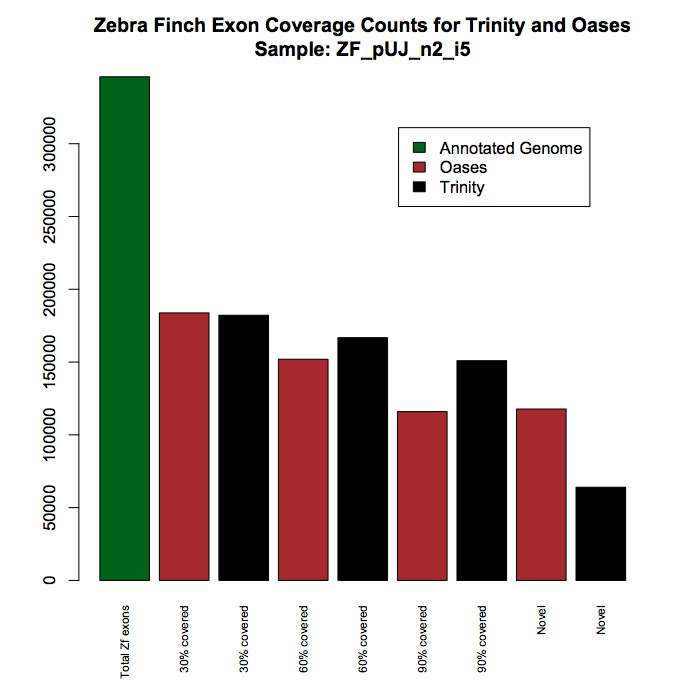 Zebra Finch Exon Coverage Counts for Trinity and Oases
Sample: ZF_pUJ_n2_i5
300000
250000
200000
150000
100000
50000
0
Annotated Genome
Oases
Trinity
Total Zf exons
30% covered
30% covered
60% covered
60% covered
90% covered
90% covered
Novel
Novel